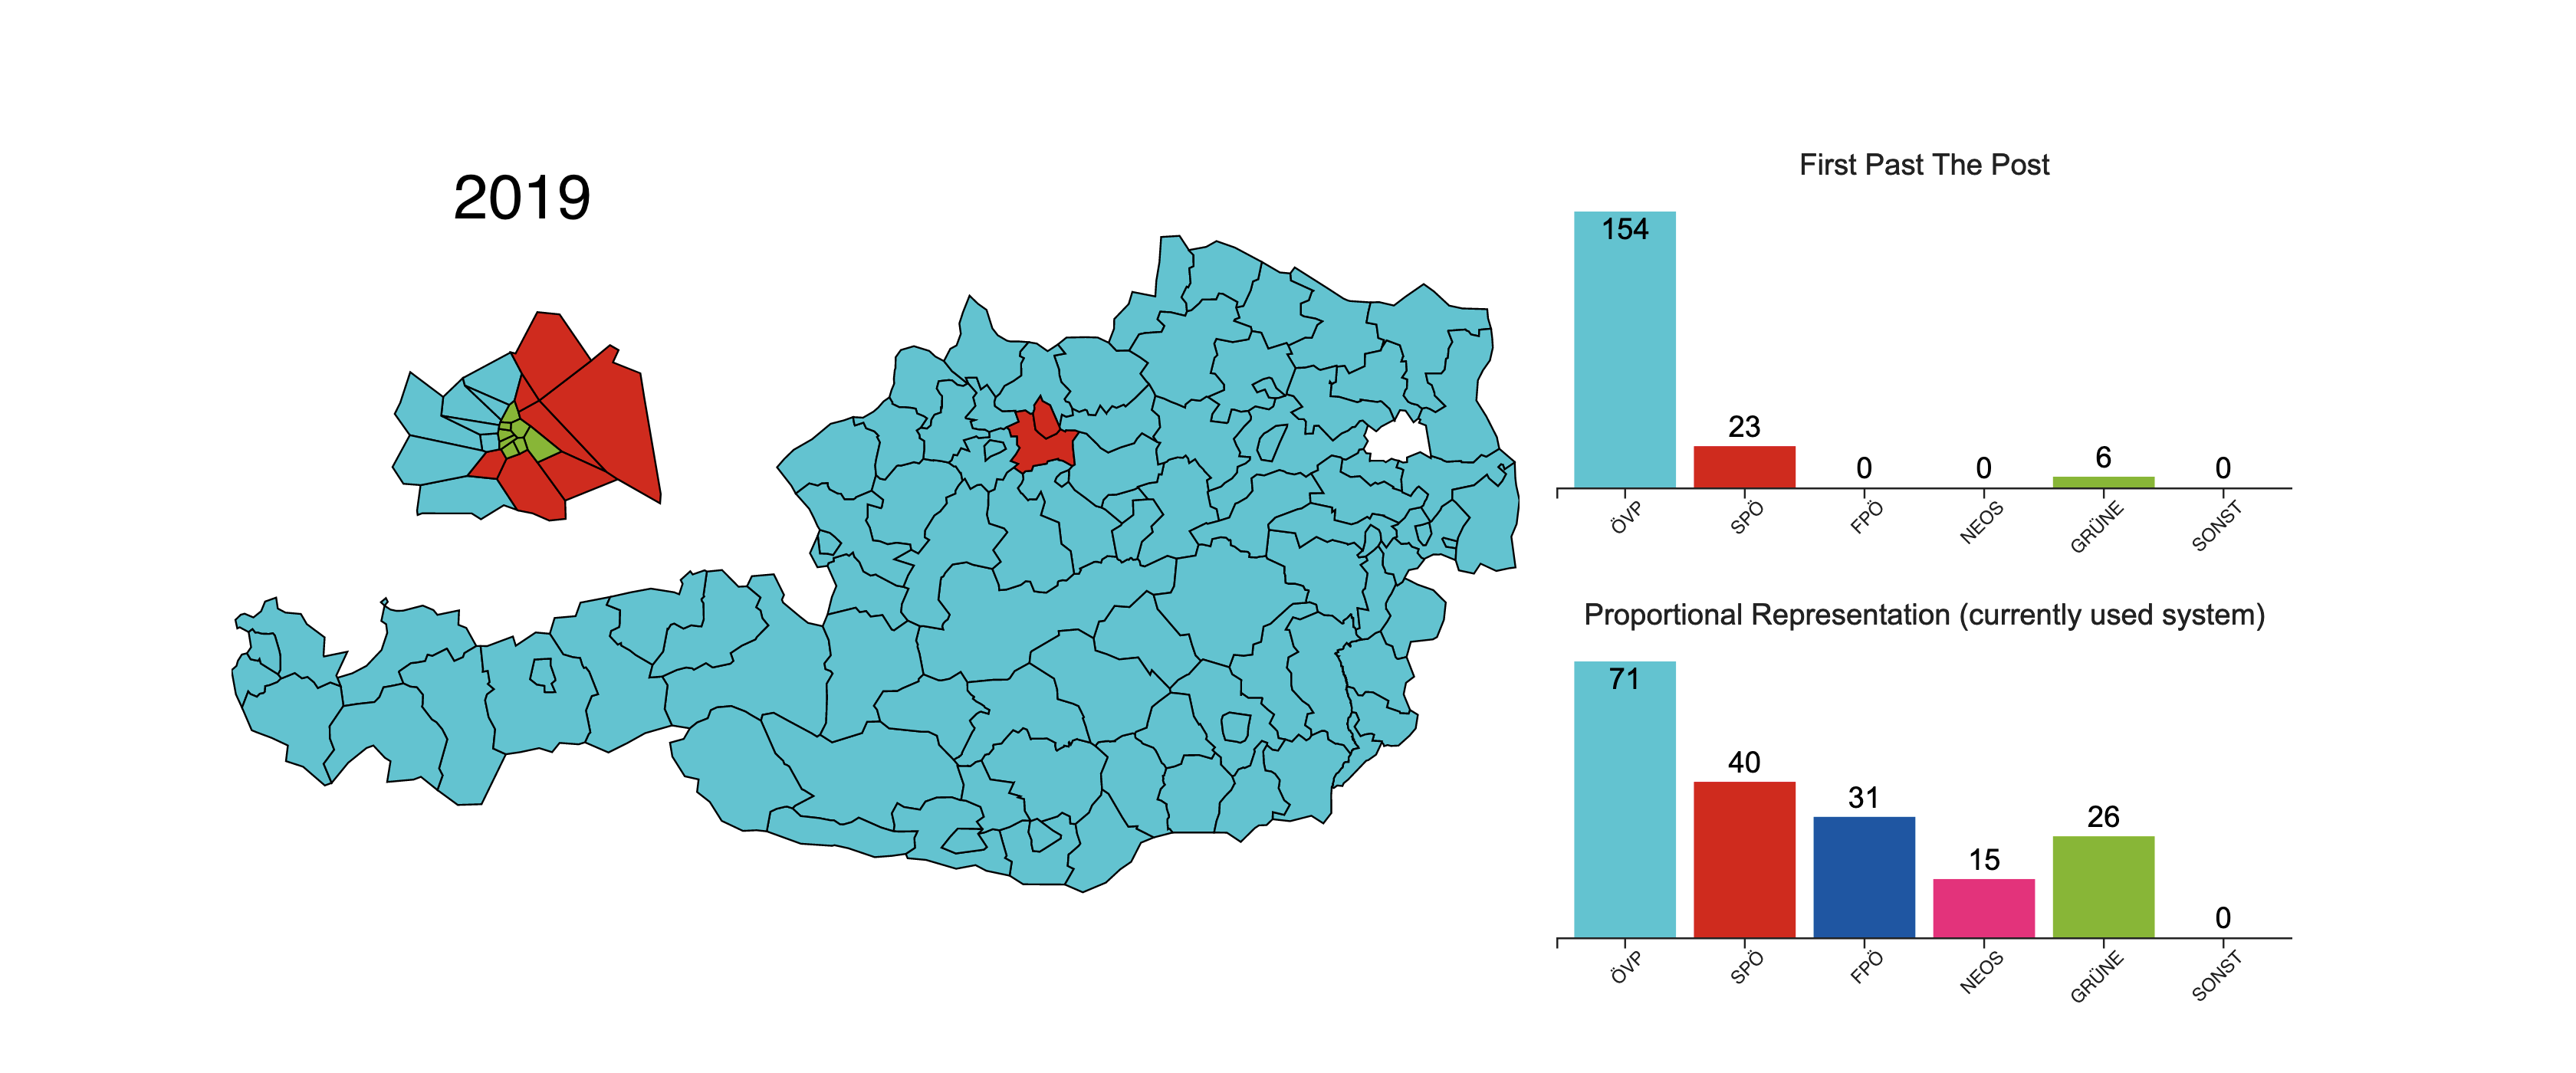 2019
First Past The Post
154
23
0
0
6
0
ÖVP
SPÖ
FPÖ
NEOS
GRÜNE
SONST
Proportional Representation (currently used system)
71
40
31
15
26
0
ÖVP
SPÖ
FPÖ
NEOS
GRÜNE
SONST